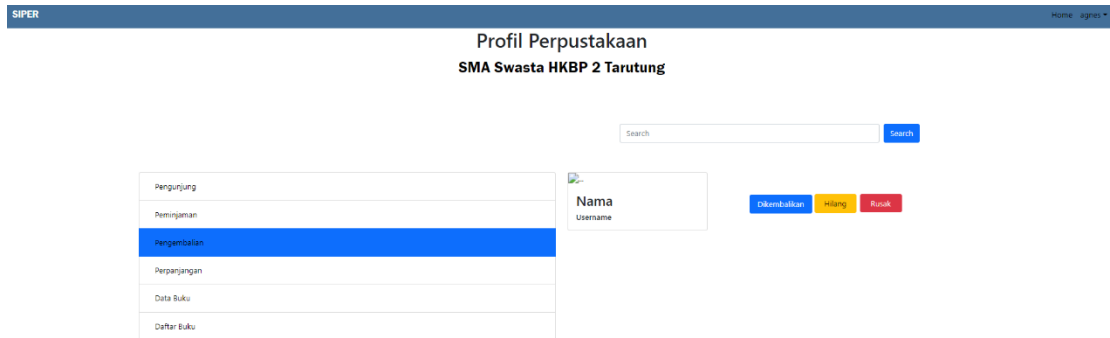 SIPER Home agnes
Profil Perpustakaan
SMA Swasta HKBP 2 Tarutung
Search Search
Pengunjung
Peminjaman
Pengembalian
Perpanjangan
Data Buku
Daftar Buku
...
Nama
Username
Dikembalikan Hilang Rusak